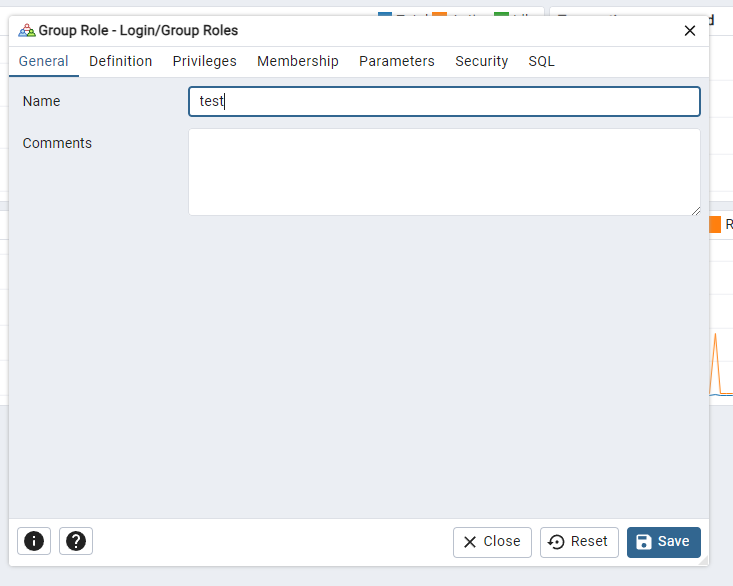 Group Role - Login/Group Roles
General Definition Privileges Membership Parameters Security SQL
Name
test
Comments
Close Reset Save